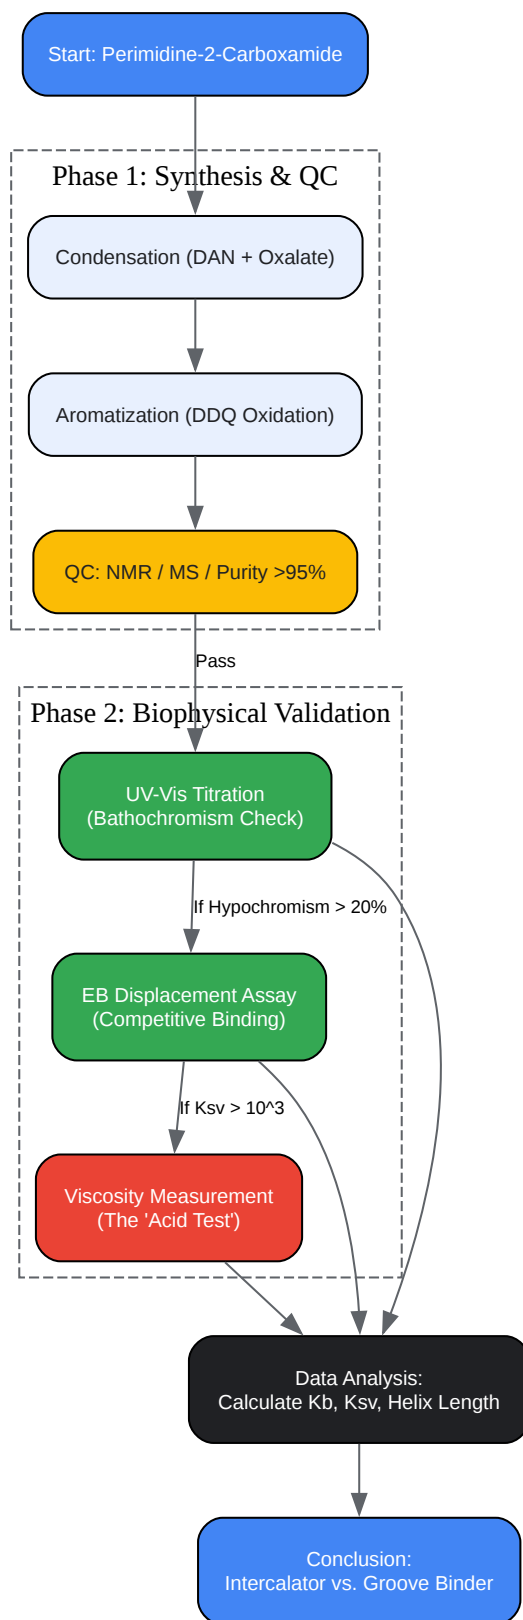 Start: Perimidine-2-Carboxamide
Phase 1: Synthesis & QC
Condensation (DAN + Oxalate)
Aromatization (DDQ Oxidation)
QC: NMR / MS / Purity >95%
Pass
Phase 2: Biophysical Validation
UV-Vis Titration
(Bathochromism Check)
If Hypochromism > 20%
EB Displacement Assay
(Competitive Binding)
If Ksv > 10^3
Viscosity Measurement
(The 'Acid Test')
Data Analysis:
Calculate Kb, Ksv, Helix Length
Conclusion:
Intercalator vs. Groove Binder